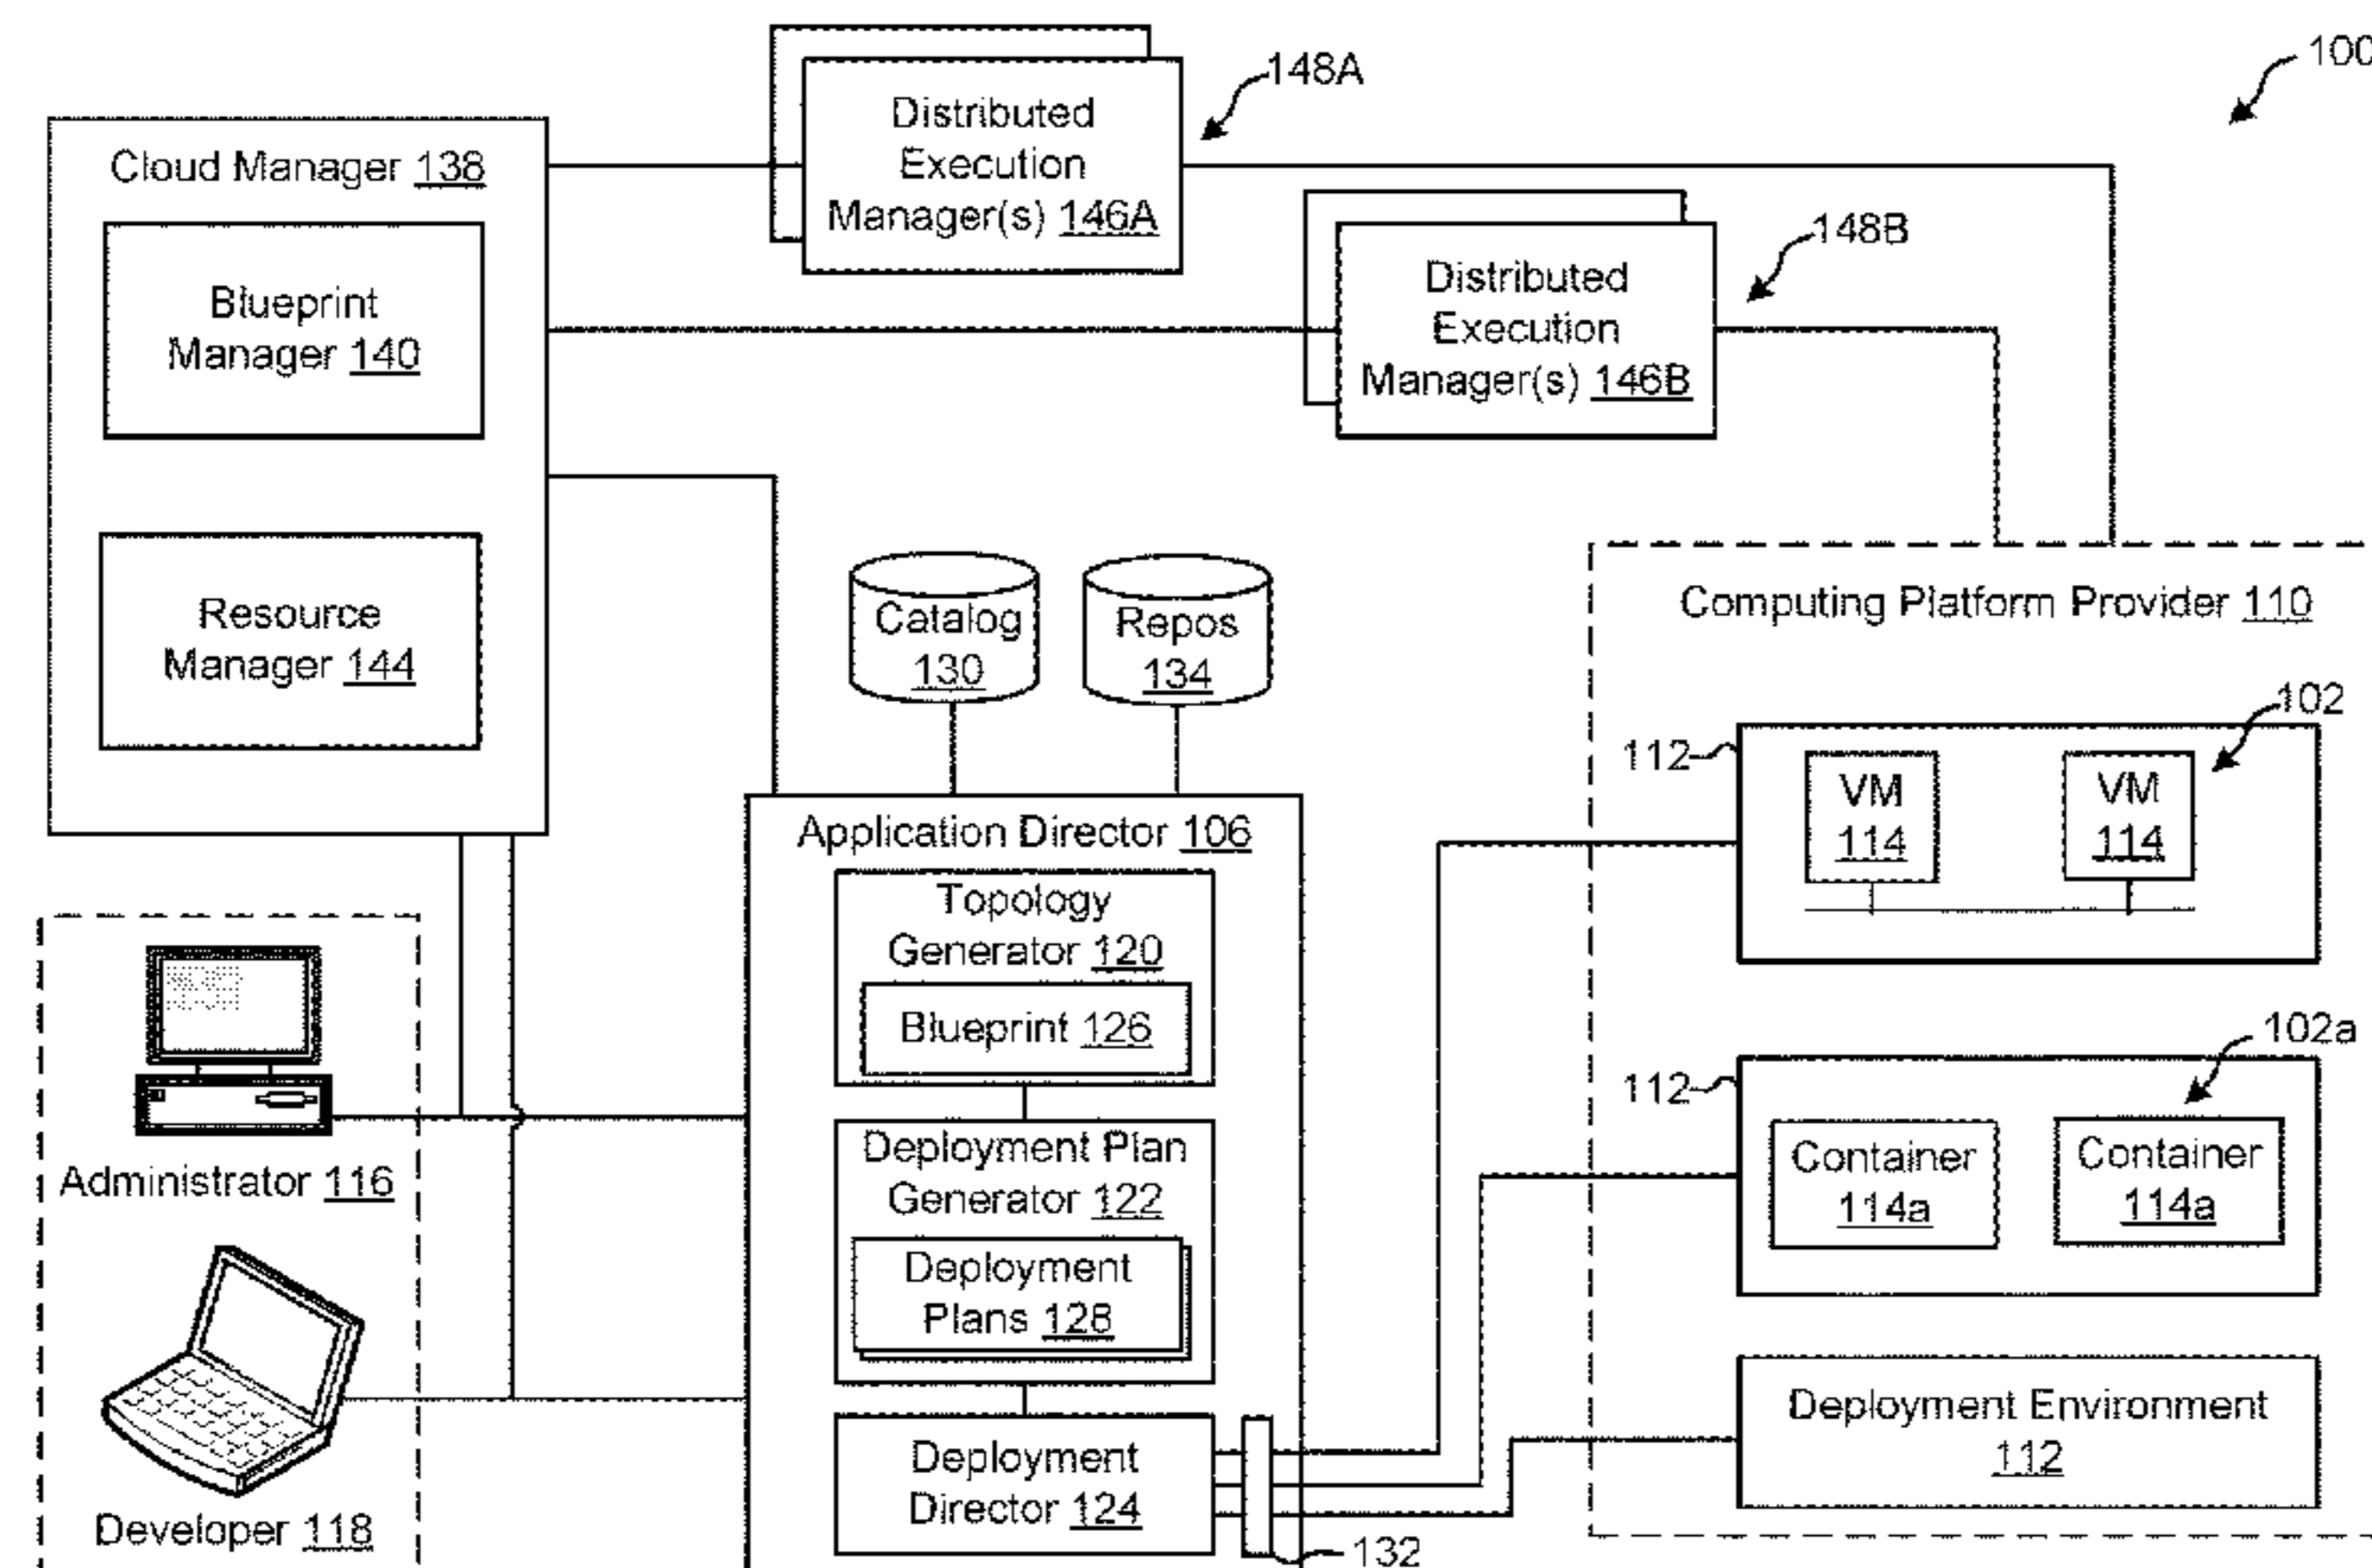 100
148A
Distributed
Execution
Manager(s) 146A
Cloud Manager 138
148B
Distributed
Execution
Manager(s) 146B
Blueprint
Manager 140
Resource
Manager 144
Catalog
130
Repos
134
Computing Platform Provider 110
102
112
VM
114
VM
114
Application Director 106
Topology
Generator 120
Blueprint 126
102a
112
Container
114a
Container
114a
Deployment Plan
Generator 122
Deployment
Plans 128
Administrator 116
Deployment Environment
112
Deployment
Director 124
132
Developer 118